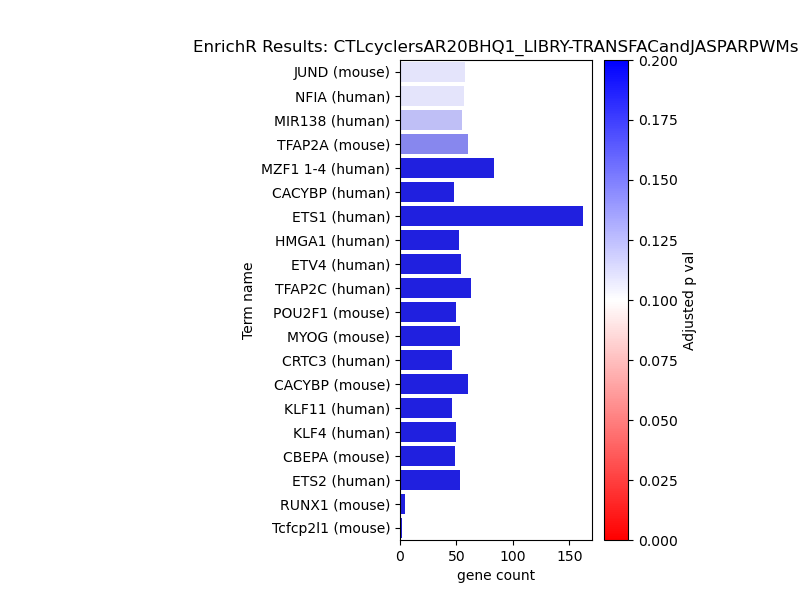 EnrichR Results: CTLcyclersAR20BHQ1_LIBRY-TRANSFACandJASPARPWMs
JUND (mouse)
NFIA (human)
MIR138 (human)
TFAP2A (mouse)
MZF1 1-4 (human)
CACYBP (human)
ETS1 (human)
HMGA1 (human)
ETV4 (human)
TFAP2C (human)
POU2F1 (mouse)
MYOG (mouse)
CRTC3 (human)
CACYBP (mouse)
KLF11 (human)
KLF4 (human)
CBEPA (mouse)
ETS2 (human)
RUNX1 (mouse)
Tcfcp2l1 (mouse)
Term name
0 50 100 150
gene count
0.200
0.175
0.150
0.125
0.100
0.075
0.050
0.025
0.000
Adjusted p val